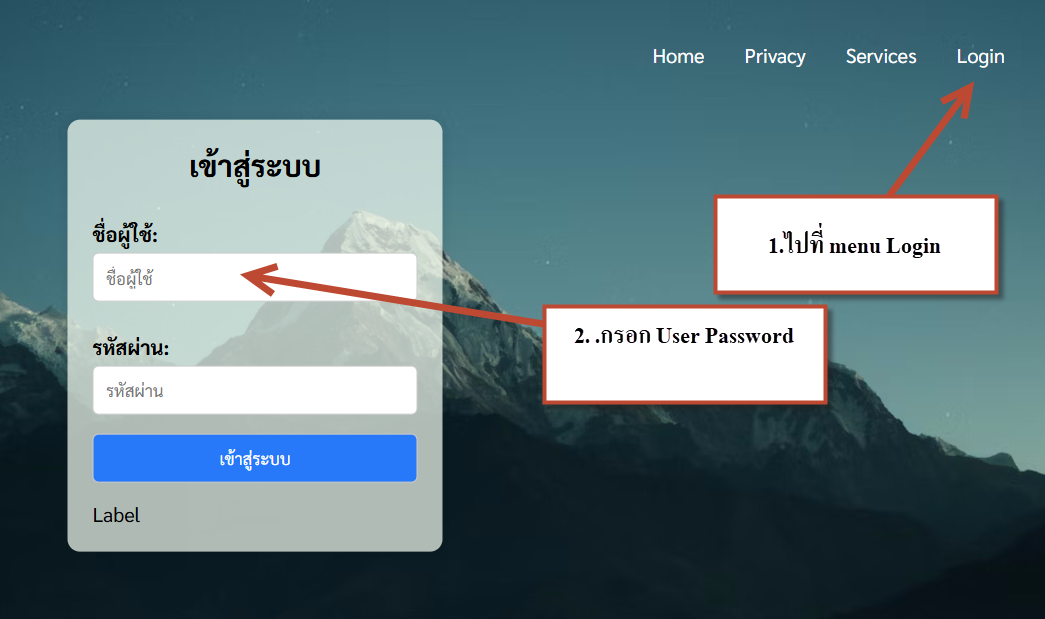 Home Privacy Services Login
เข้าสู่ระบบ
ชื่อผู้ใช้:
ชื่อผู้ใช้
รหัสผ่าน:
รหัสผ่าน
เข้าสู่ระบบ
Label
1.ไปที่ menu Login
2. .กรอก User Password